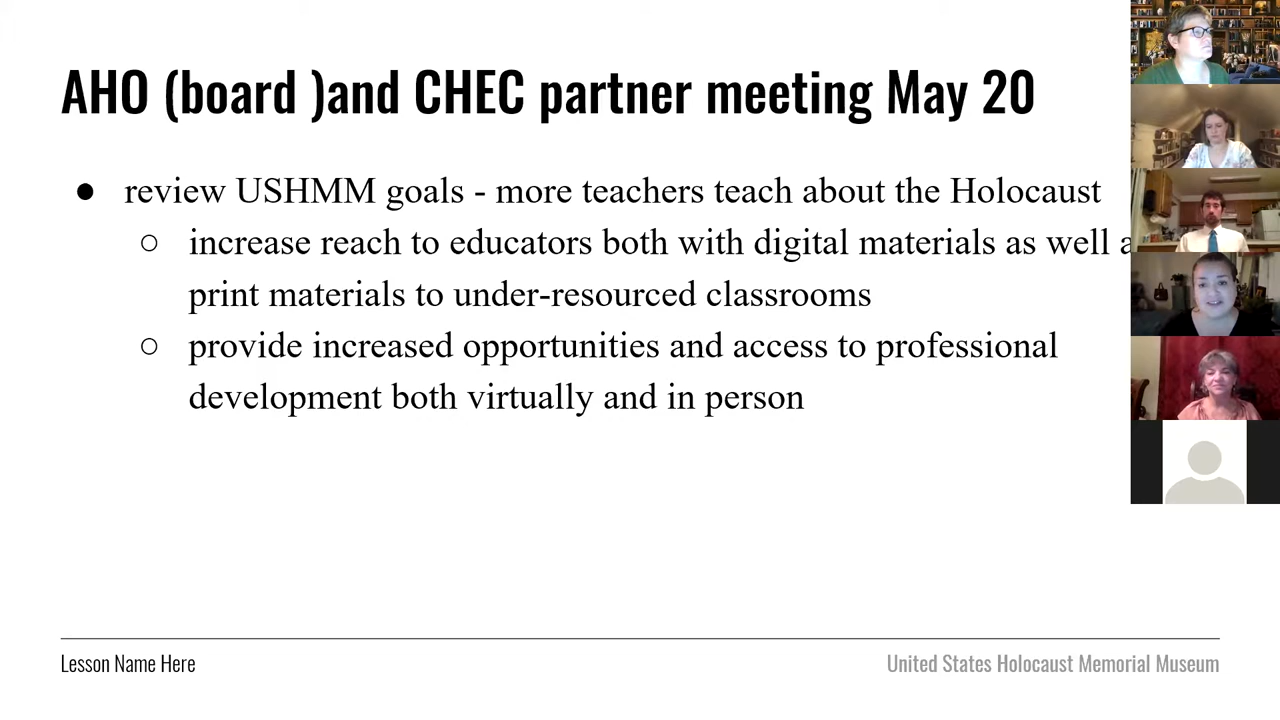 AHO (board )and CHEC partner meeting May 20
● review USHMM goals - more teachers teach about the Holocaust
○ increase reach to educators both with digital materials as well
print materials to under-resourced classrooms
○ provide increased opportunities and access to professional
development both virtually and in person
Lesson Name Here
United States Holocaust Memorial Museum